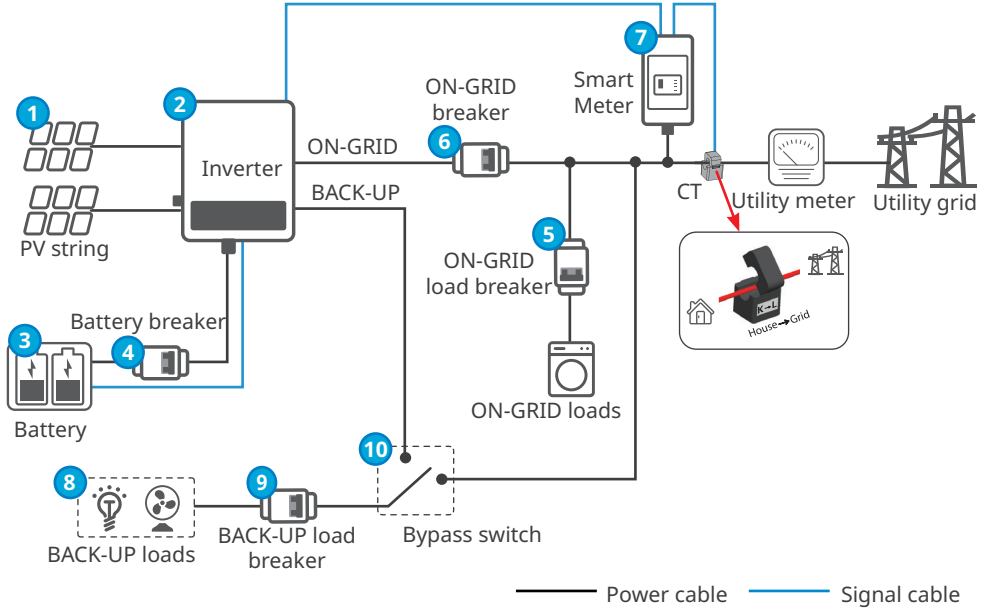 7
ON-GRID
breaker
Smart
Meter
1
2
6
Inverter
ON-GRID
BACK-UP
CT
Utility meter
Utility grid
PV string
5
ON-GRID
load breaker
K→L
House→Grid
Battery breaker
3
4
Battery
ON-GRID loads
10
8
9
BACK-UP loads
BACK-UP load
breaker
Bypass switch
Power cable
Signal cable